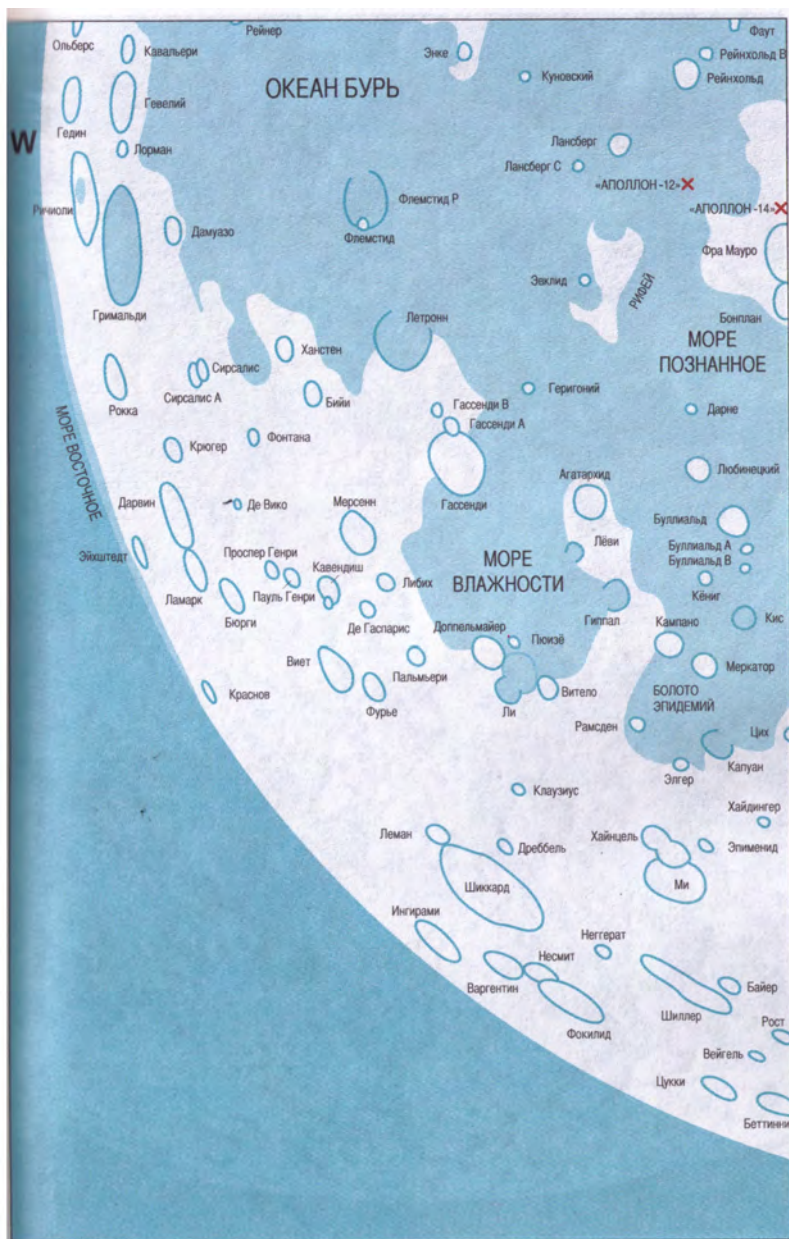 Рейнер
Фаут
Ольберс
Кавальери
Энке
Рейнхольд В
Куновский
Рейнхольд
ОКЕАН БУРЬ
Гевелий
Гедин
W
Лорман
Лансберг
Лансберг С
«АПОЛЛОН -12»
«АПОЛЛОН -14»
Ричиоли
Флемстид Р
Дамуазо
Флемстид
Фра Мауро
Эвклид
РИФЕЙ
Гримальди
Летронн
Бонплан
МОРЕ
ПОЗНАННОЕ
Ханстен
Сирсалис
Сирсалис А
Рокка
Бийи
Геригоний
Гассенди В
Гассенди А
Дарне
МОРЕ ВОСТОЧНОЕ
Крюгер
Фонтана
Любинецкий
Агатархид
Дарвин
Де Вико
Мерсенн
Гассенди
Буллиальд
Лёви
Буллиальд А
Буллиальд В
Эйхштедт
Проспер Генри
Кавендиш
МОРЕ
ВЛАЖНОСТИ
Либих
Пауль Генри
Кёниг
Ламарк
Бюрги
Де Гаспарис
Доппельмайер
Пюизё
Гиппал
Кампано
Кис
Виет
Пальмьери
Меркатор
Краснов
Фурье
Ли
Витело
БОЛОТО
ЭПИДЕМИЙ
Рамсден
Цих
Элгер
Капуан
Клаузиус
Хайдингер
Леман
Дреббель
Хайнцель
Эпименид
Шиккард
Ми
Ингирами
Неггерат
Несмит
Варгентин
Байер
Шиллер
Фокилид
Рост
Вейгель
Цукки
Беттинни